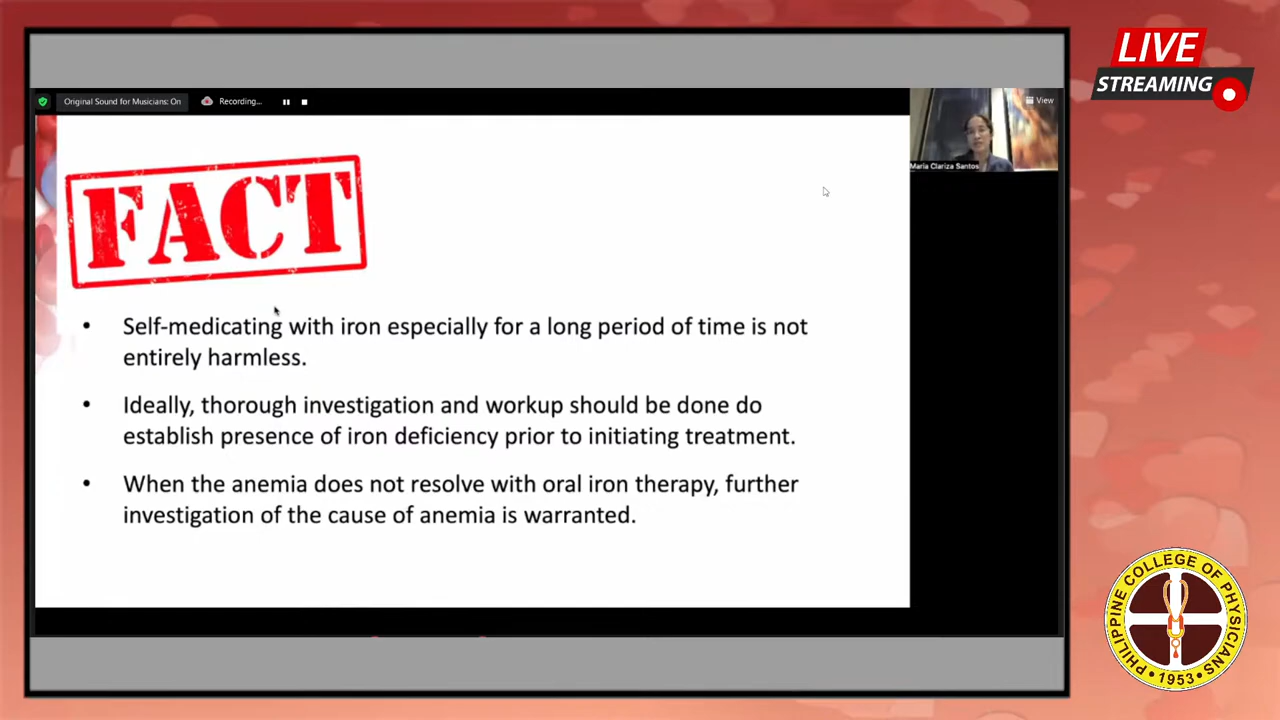 LIVE
STREAMING
Original Sound for Musicians: On
Recording...
View
Maria Clariza Santos
FACT
• Self-medicating with iron especially for a long period of time is not
entirely harmless.
• Ideally, thorough investigation and workup should be done do
establish presence of iron deficiency prior to initiating treatment.
• When the anemia does not resolve with oral iron therapy, further
investigation of the cause of anemia is warranted.
PHILIPPINE COLLEGE OF PHYSICIANS
• 1953 •